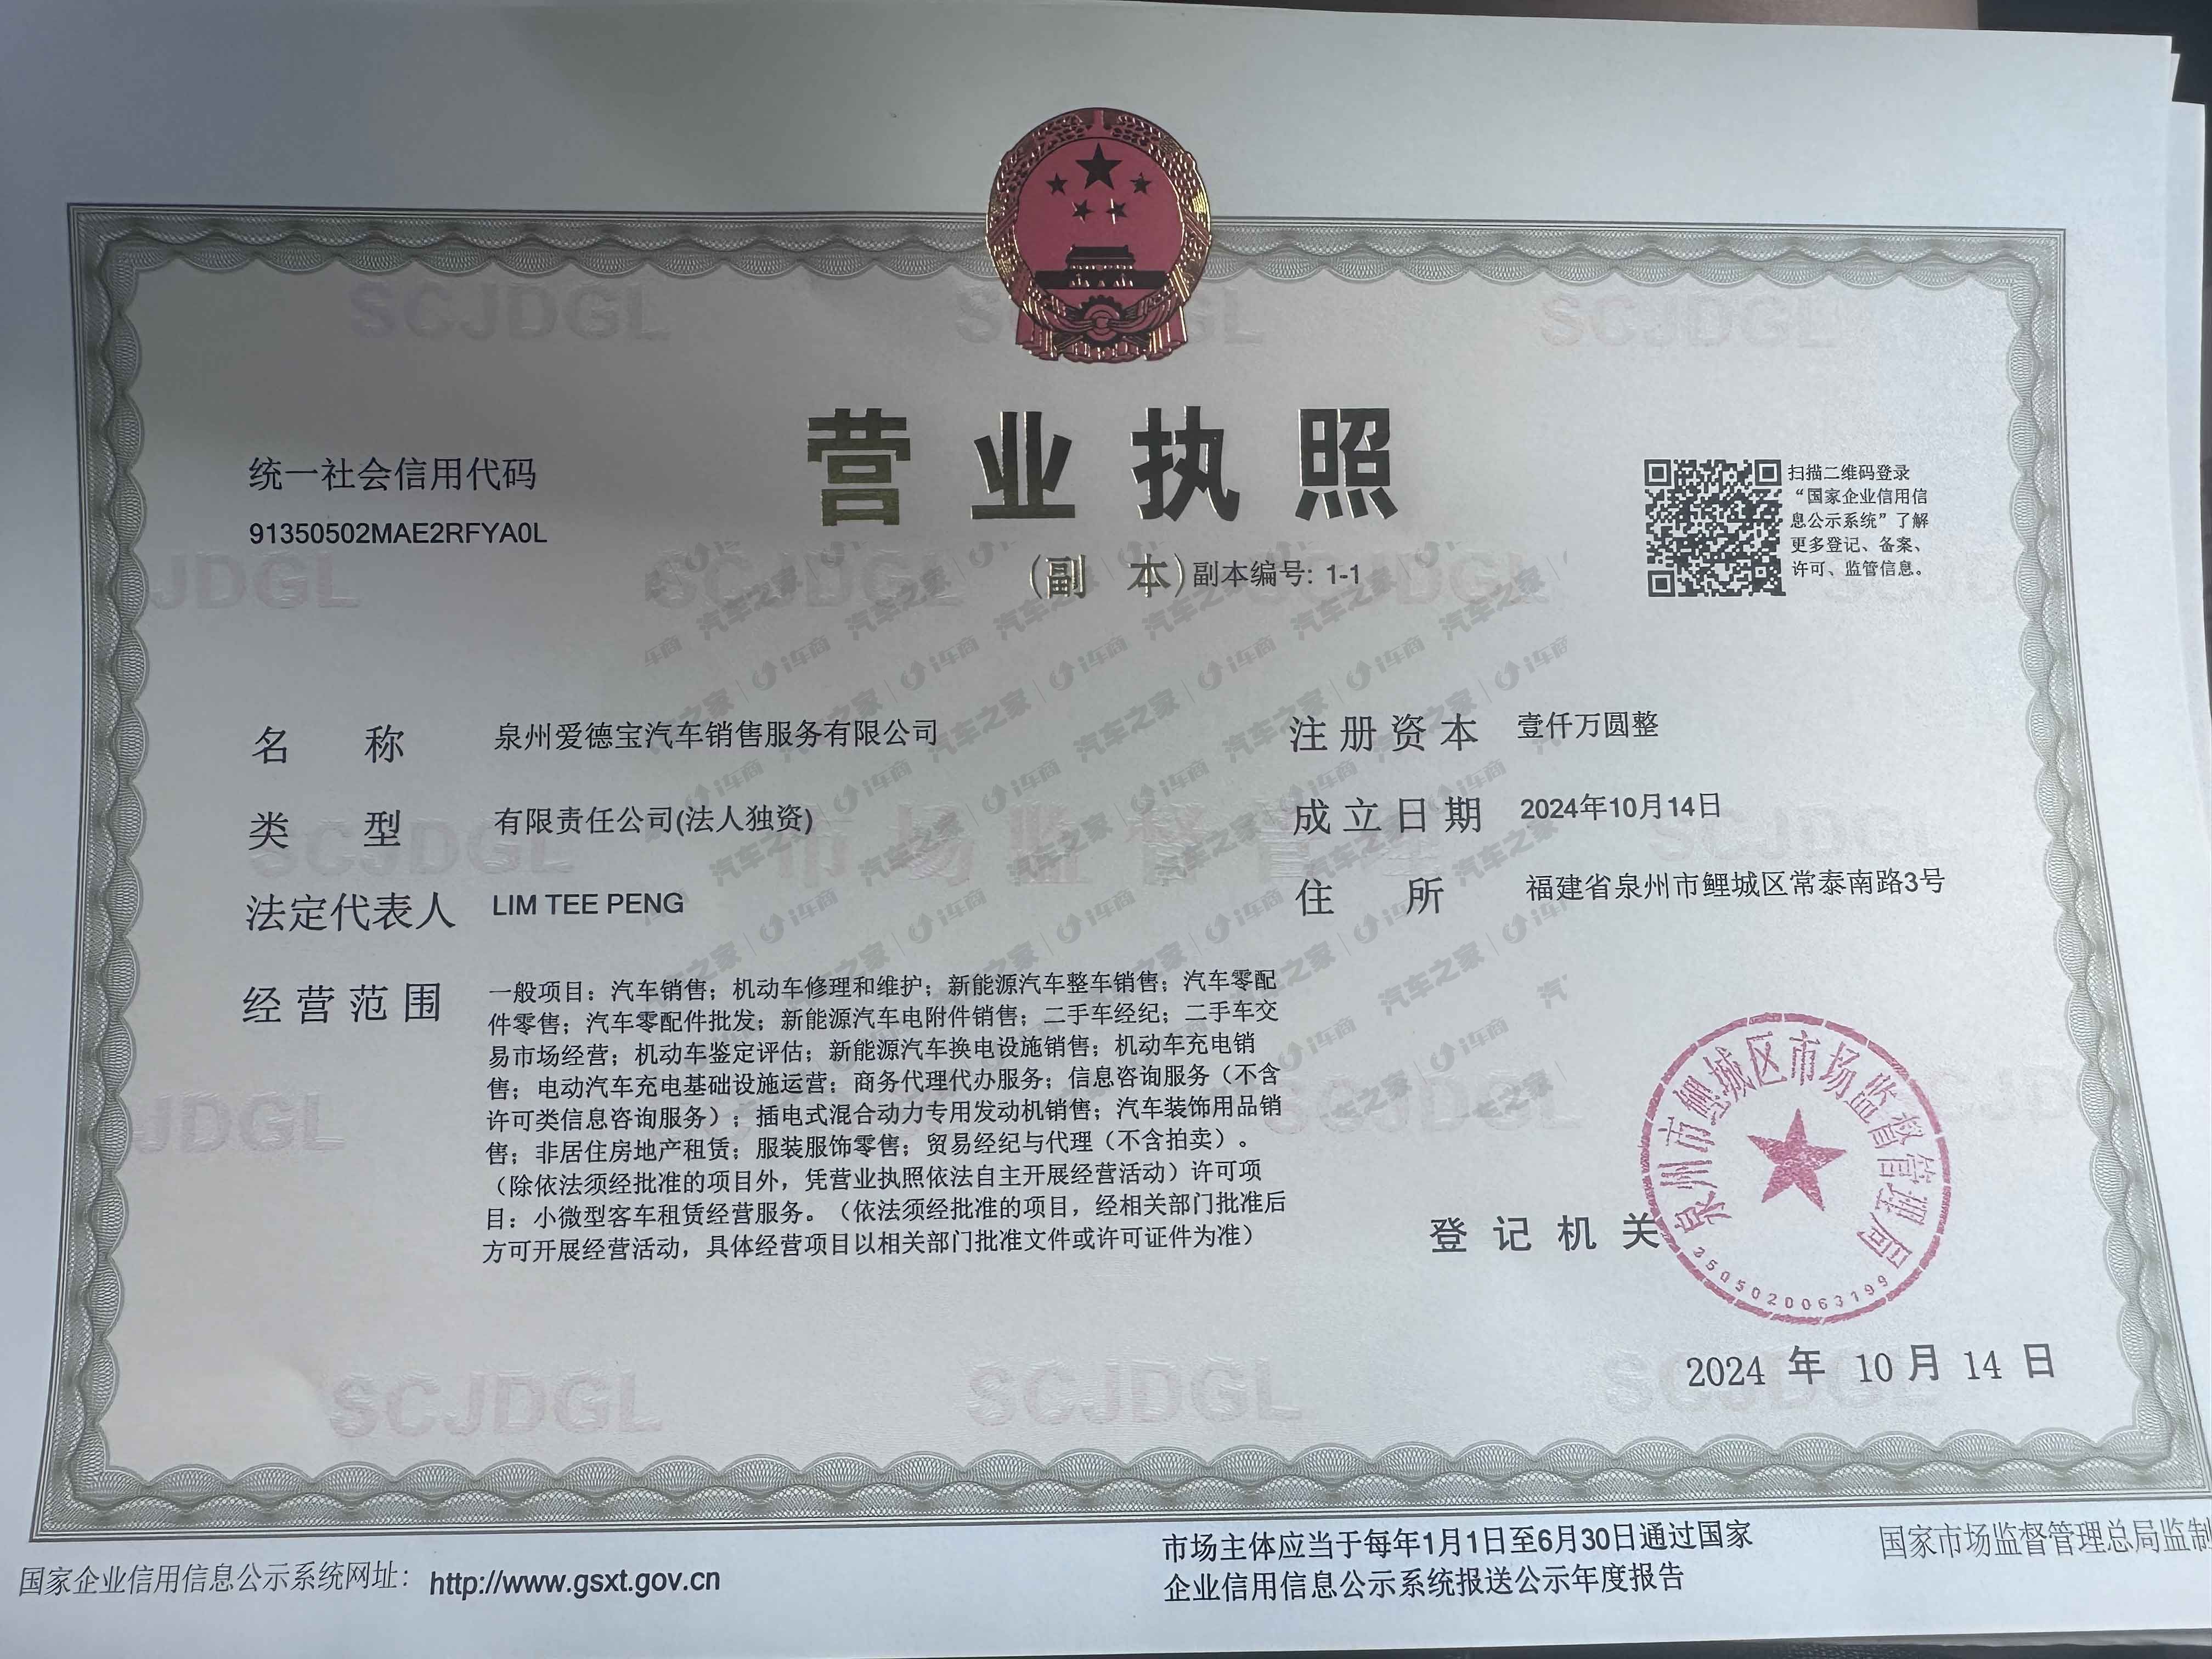 营业执照
(副 本) 副本编号: 1-1
统一社会信用代码
91350502MAE2RFYA0L
扫描二维码登录
“国家企业信用信
息公示系统”了解
更多登记、备案、
许可、监管信息。
名 称 泉州爱德宝汽车销售服务有限公司
类 型 有限责任公司(法人独资)
法定代表人 LIM TEE PENG
经营范围 一般项目：汽车销售；机动车修理和维护；新能源汽车整车销售；汽车零配
件零售；汽车零配件批发；新能源汽车电附件销售；二手车经纪；二手车交
易市场经营；机动车鉴定评估；新能源汽车换电设施销售；机动车充电销
售；电动汽车充电基础设施运营；商务代理代办服务；信息咨询服务（不含
许可类信息咨询服务）；插电式混合动力专用发动机销售；汽车装饰用品销
售；非居住房地产租赁；服装服饰零售；贸易经纪与代理（不含拍卖）。
（除依法须经批准的项目外，凭营业执照依法自主开展经营活动）许可项
目：小微型客车租赁经营服务。（依法须经批准的项目，经相关部门批准后
方可开展经营活动，具体经营项目以相关部门批准文件或许可证件为准）
注册资本 壹仟万圆整
成立日期 2024年10月14日
住 所 福建省泉州市鲤城区常泰南路3号
登记机关
泉州市鲤城区市场监督管理局
3505020063199
2024 年 10 月 14 日
国家企业信用信息公示系统网址：http://www.gsxt.gov.cn
市场主体应当于每年1月1日至6月30日通过国家
企业信用信息公示系统报送公示年度报告
国家市场监督管理总局监制
SCJDGL
市场监督管理
汽车之家 | i车商